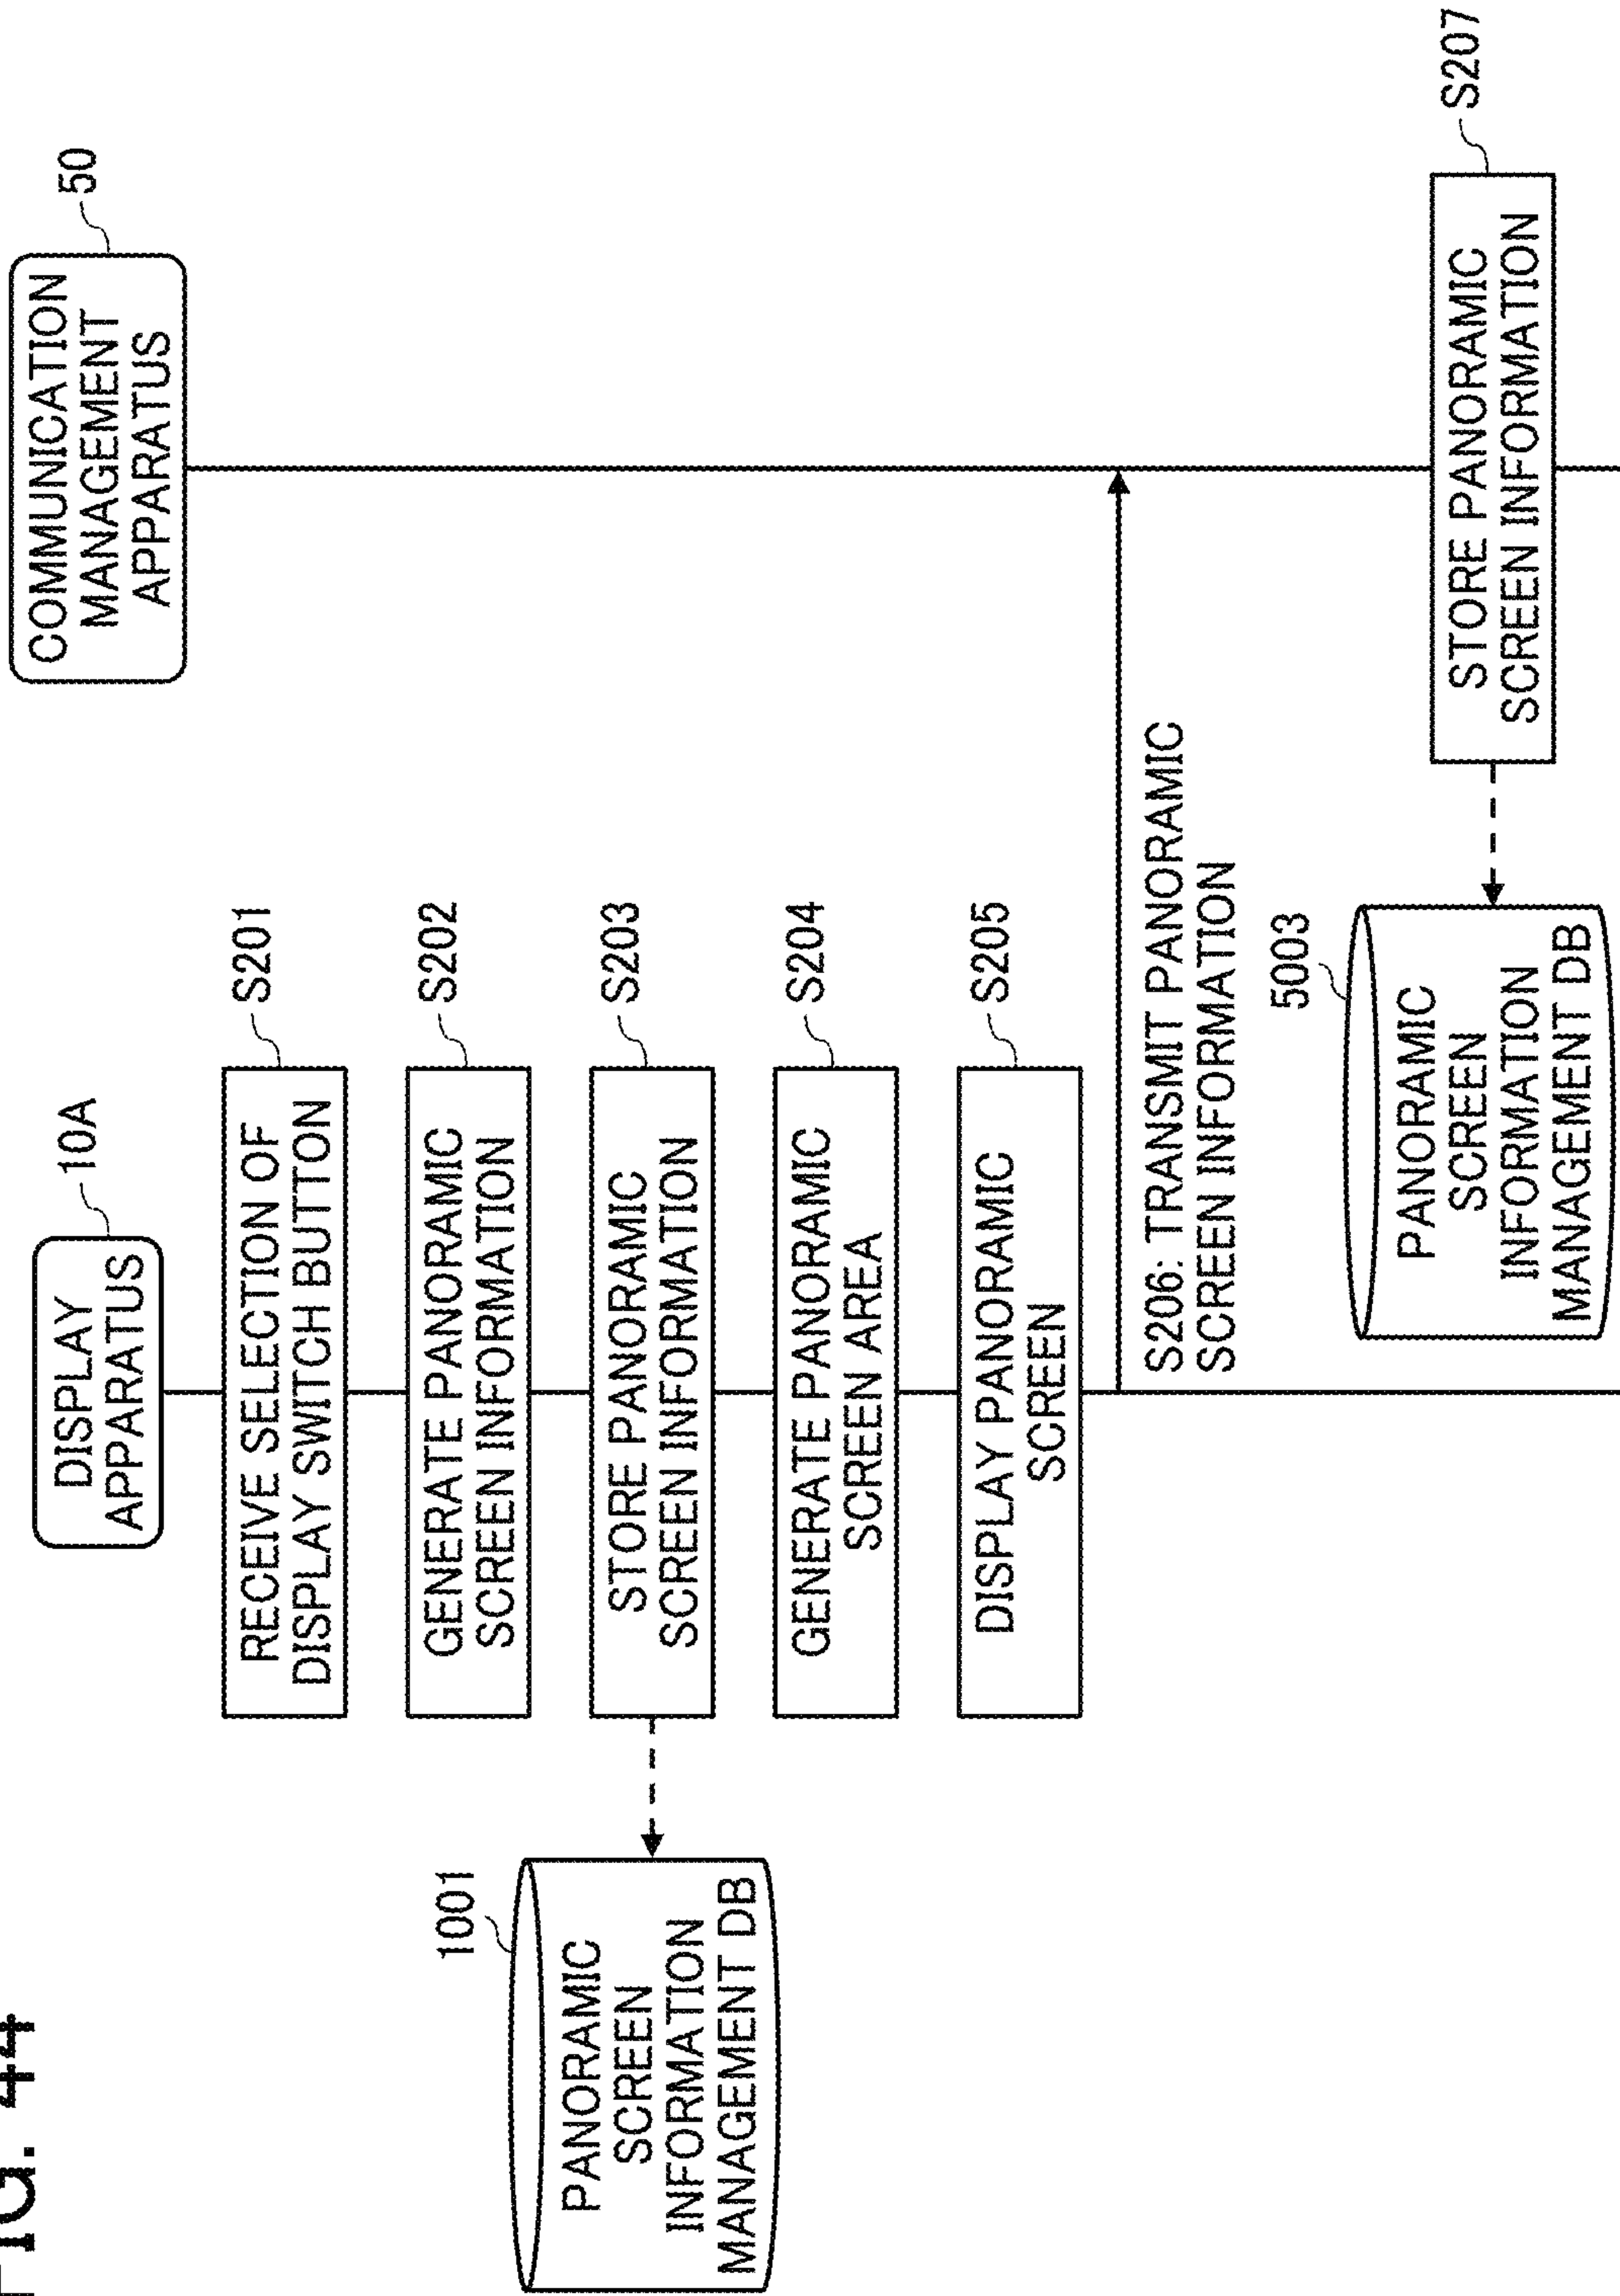 FIG. 44
DISPLAY
APPARATUS
10A
COMMUNICATION
MANAGEMENT
APPARATUS
50
RECEIVE SELECTION OF
DISPLAY SWITCH BUTTON
S201
GENERATE PANORAMIC
SCREEN INFORMATION
S202
1001
PANORAMIC
SCREEN
INFORMATION
MANAGEMENT DB
STORE PANORAMIC
SCREEN INFORMATION
S203
GENERATE PANORAMIC
SCREEN AREA
S204
DISPLAY PANORAMIC
SCREEN
S205
S206: TRANSMIT PANORAMIC
SCREEN INFORMATION
5003
PANORAMIC
SCREEN
INFORMATION
MANAGEMENT DB
STORE PANORAMIC
SCREEN INFORMATION
S207